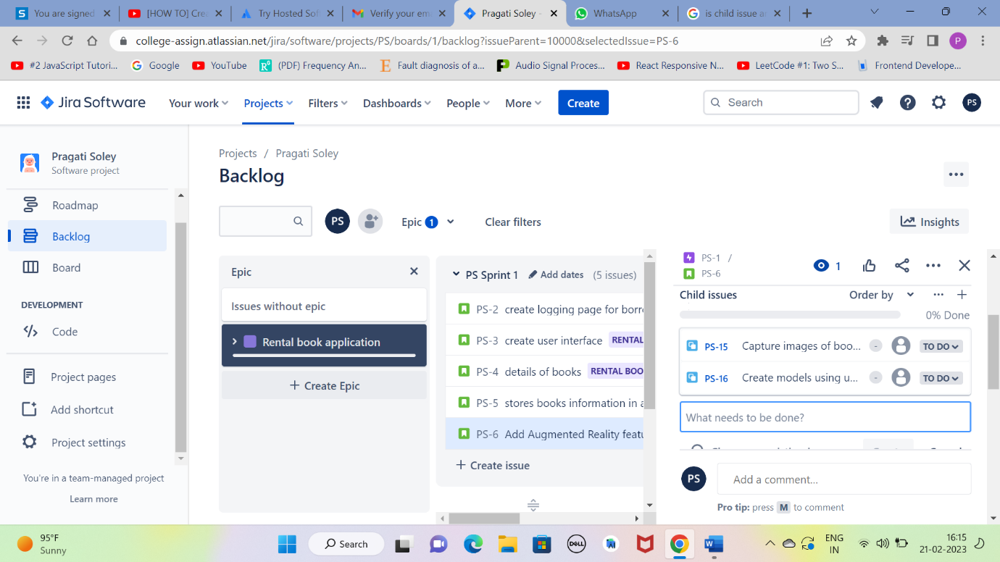 You are signed
[HOW TO] Crea
Try Hosted Sof
Verify your em
Pragati Soley -
WhatsApp
is child issue a
college-assign.atlassian.net/jira/software/projects/PS/boards/1/backlog?issueParent=10000&selectedIssue=PS-6
P
#2 JavaScript Tutori...
Google
YouTube
(PDF) Frequency An...
Fault diagnosis of a...
Audio Signal Proces...
React Responsive N...
LeetCode #1: Two S...
Frontend Develope...
Jira Software
Your work
Projects
Filters
Dashboards
People
More
Create
Search
PS
Pragati Soley
Software project
Roadmap
Backlog
Board
DEVELOPMENT
Code
Project pages
Add shortcut
Project settings
You're in a team-managed project
Learn more
Projects / Pragati Soley
Backlog
PS
Epic 1
Clear filters
Insights
Epic
Issues without epic
Rental book application
+ Create Epic
PS Sprint 1 Add dates (5 issues)
PS-2 create logging page for borr
PS-3 create user interface RENTAL
PS-4 details of books RENTAL BOO
PS-5 stores books information in a
PS-6 Add Augmented Reality featu
+ Create issue
PS-1 /
PS-6
1
Child issues
Order by
0% Done
PS-15 Capture images of boo... - TO DO
PS-16 Create models using u... - TO DO
What needs to be done?
PS
Add a comment...
Pro tip: press M to comment
95°F
Sunny
Search
DELL
ENG
IN
16:15
21-02-2023